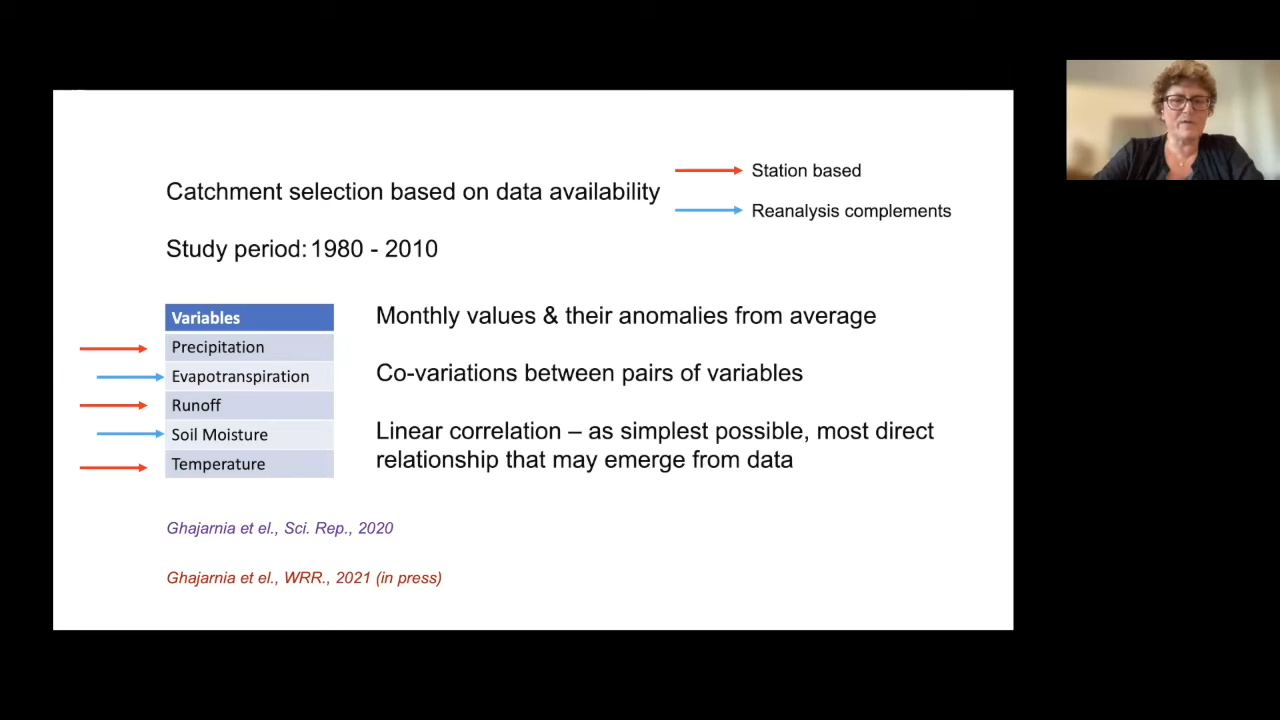 Catchment selection based on data availability
Station based
Reanalysis complements
Study period: 1980 - 2010
Variables
Precipitation
Evapotranspiration
Runoff
Soil Moisture
Temperature
Monthly values & their anomalies from average
Co-variations between pairs of variables
Linear correlation – as simplest possible, most direct
relationship that may emerge from data
Ghajarnia et el., Sci. Rep., 2020
Ghajarnia et el., WRR., 2021 (in press)